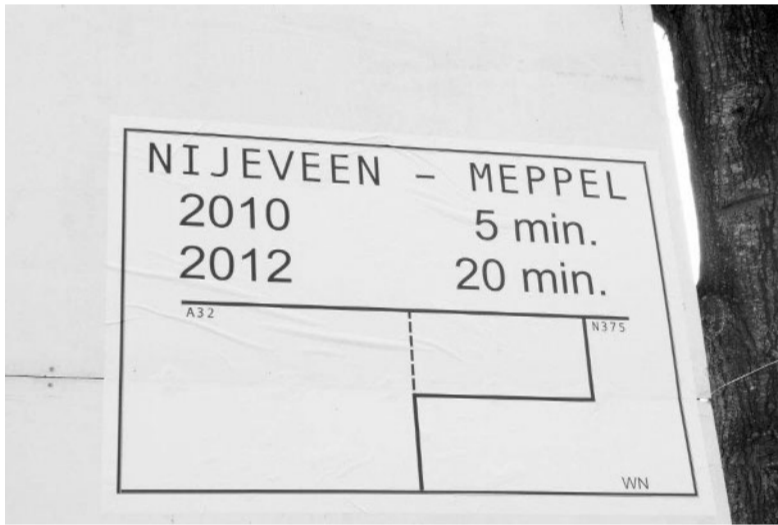 NIJEVEEN - MEPPEL
2010 5 min.
2012 20 min.
A32 N375
WN